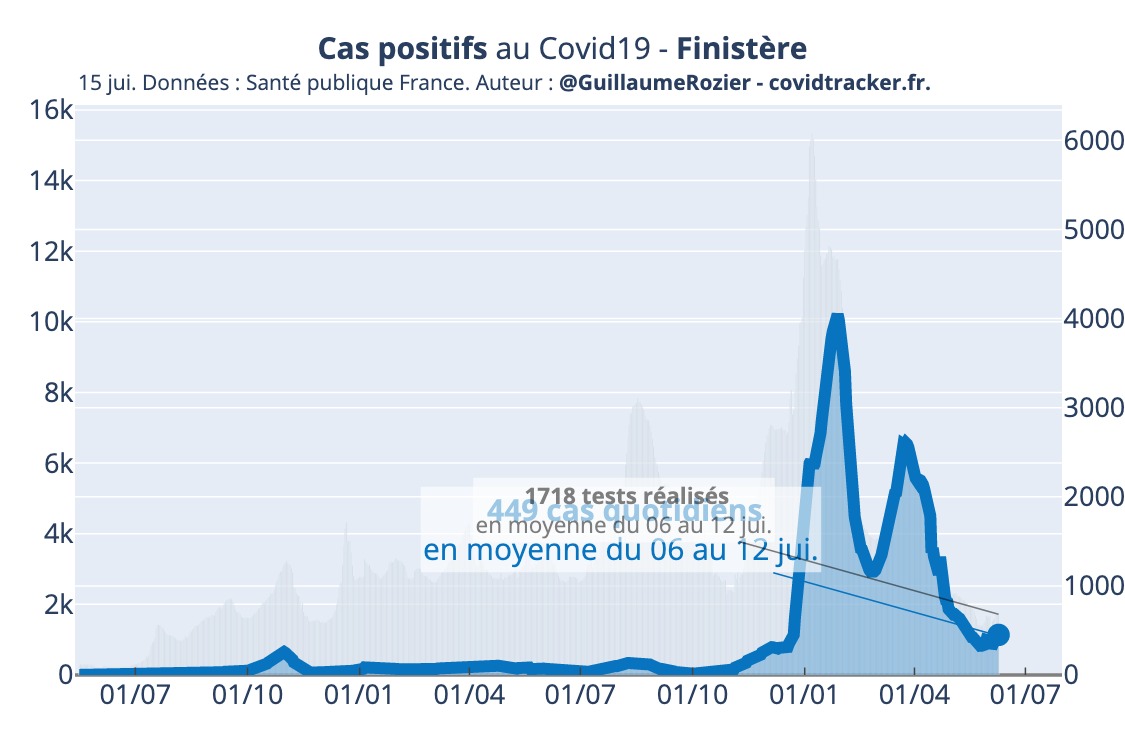 Cas positifs au Covid19 - Finistère
15 jui. Données : Santé publique France. Auteur : @GuillaumeRozier - covidtracker.fr.
16k
14k
12k
10k
8k
6k
4k
2k
0
6000
5000
4000
3000
2000
1000
0
1718 tests réalisés
449 cas quotidiens
en moyenne du 06 au 12 jui.
en moyenne du 06 au 12 jui.
01/07 01/10 01/01 01/04 01/07 01/10 01/01 01/04 01/07